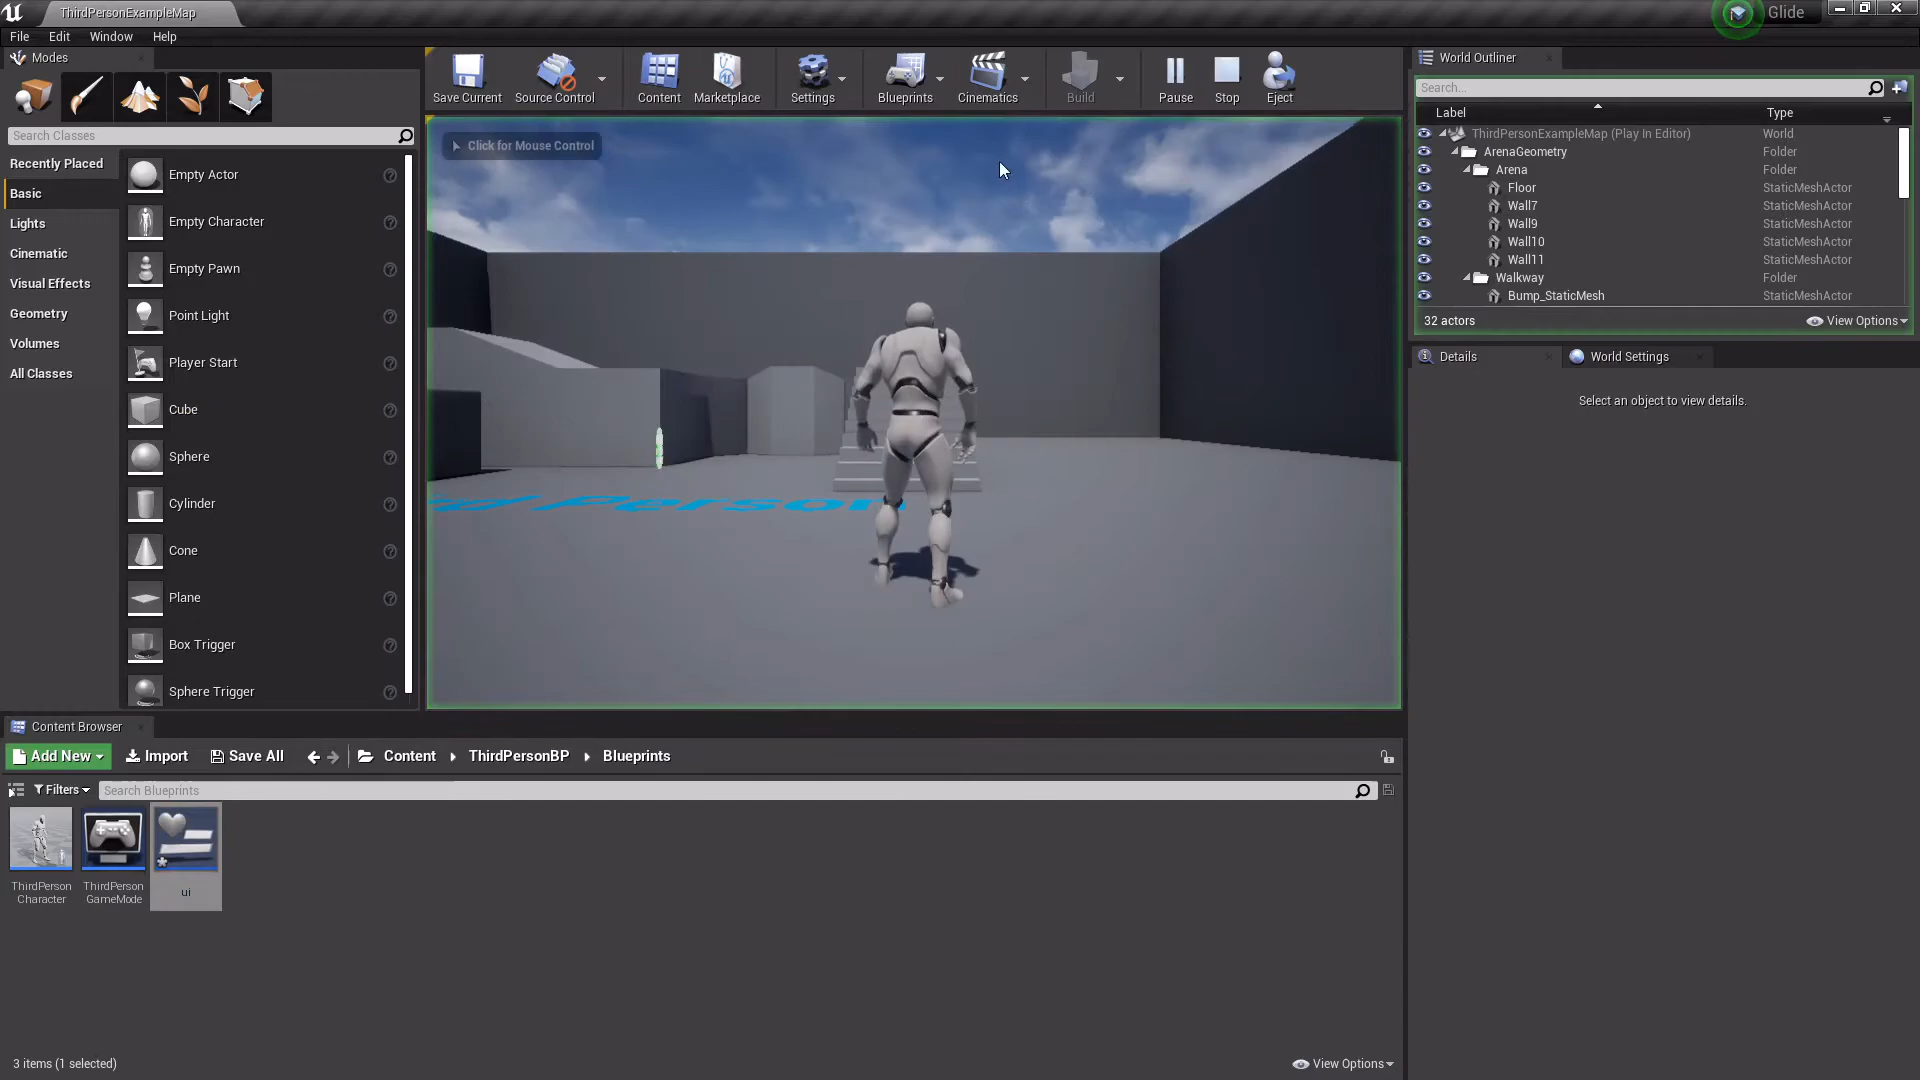 ThirdPersonExampleMap
Glide
File Edit Window Help
Modes
Search Classes
Recently Placed
Basic
Lights
Cinematic
Visual Effects
Geometry
Volumes
All Classes
Empty Actor
Empty Character
Empty Pawn
Point Light
Player Start
Cube
Sphere
Cylinder
Cone
Plane
Box Trigger
Sphere Trigger
Save Current Source Control Content Marketplace Settings Blueprints Cinematics Build Pause Stop Eject
Click for Mouse Control
Person
World Outliner
Search...
Label Type
ThirdPersonExampleMap (Play In Editor) World
ArenaGeometry Folder
Arena Folder
Floor StaticMeshActor
Wall7 StaticMeshActor
Wall9 StaticMeshActor
Wall10 StaticMeshActor
Wall11 StaticMeshActor
Walkway Folder
Bump_StaticMesh StaticMeshActor
32 actors View Options
Details World Settings
Select an object to view details.
Content Browser
Add New Import Save All Content ThirdPersonBP Blueprints
Filters Search Blueprints
ThirdPerson
Character
ThirdPerson
GameMode
ui
3 items (1 selected) View Options